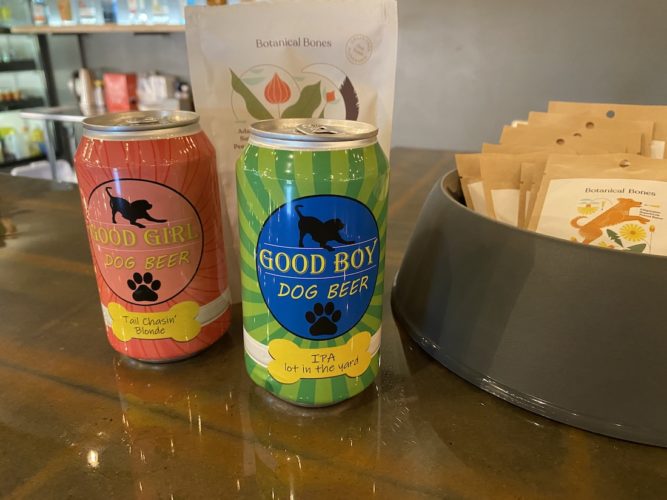 Botanical Bones
GOOD GIRL
DOG BEER
Tail Chasin'
Blonde
GOOD BOY
DOG BEER
IPA
lot in the yard
Botanical Bones